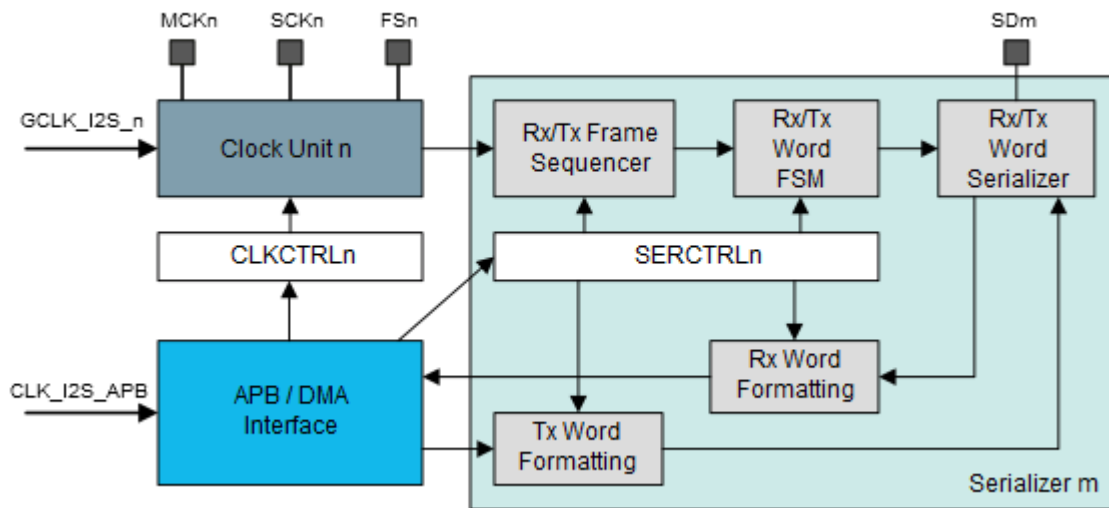 MCKn
SCKn
FSn
SDm
GCLK_I2S_n
Clock Unit n
Rx/Tx Frame
Sequencer
Rx/Tx
Word
FSM
Rx/Tx
Word
Serializer
CLKCTRLn
SERCTRLn
CLK_I2S_APB
APB / DMA
Interface
Rx Word
Formatting
Tx Word
Formatting
Serializer m